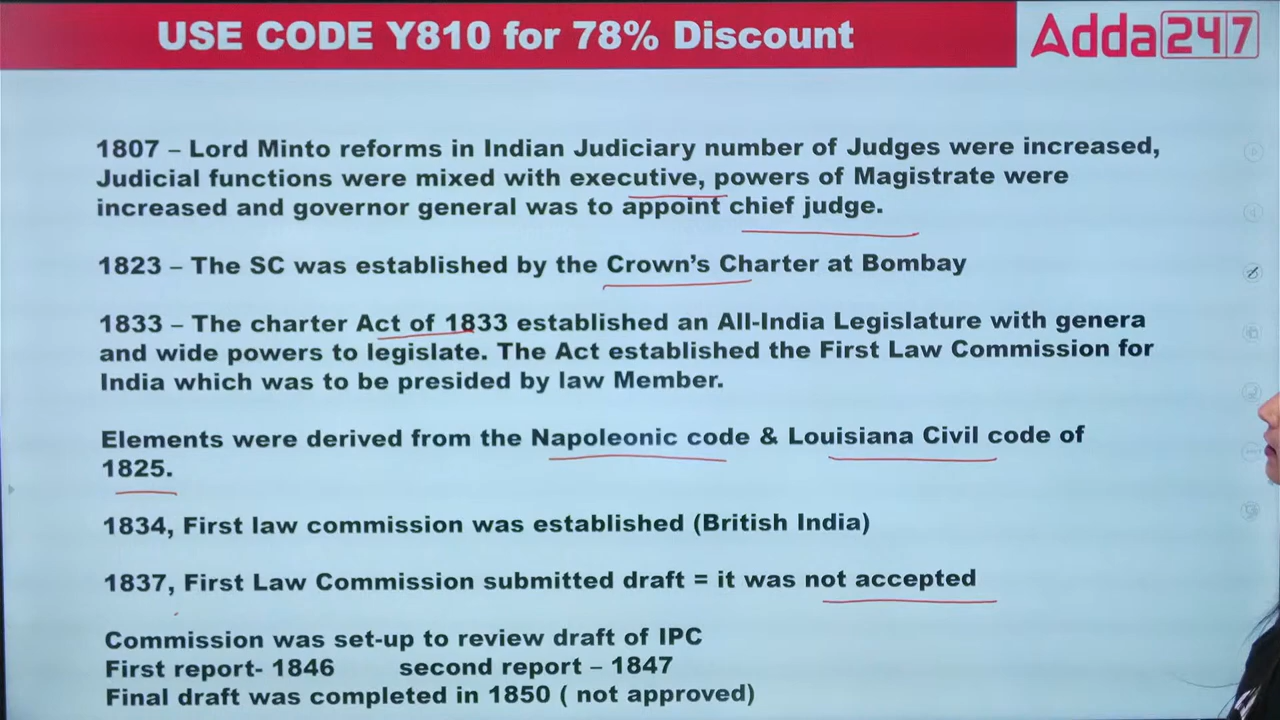 USE CODE Y810 for 78% Discount
Adda247
1807 – Lord Minto reforms in Indian Judiciary number of Judges were increased,
Judicial functions were mixed with executive, powers of Magistrate were
increased and governor general was to appoint chief judge.
1823 – The SC was established by the Crown's Charter at Bombay
1833 – The charter Act of 1833 established an All-India Legislature with genera
and wide powers to legislate. The Act established the First Law Commission for
India which was to be presided by law Member.
Elements were derived from the Napoleonic code & Louisiana Civil code of
1825.
1834, First law commission was established (British India)
1837, First Law Commission submitted draft = it was not accepted
Commission was set-up to review draft of IPC
First report- 1846 second report – 1847
Final draft was completed in 1850 ( not approved)